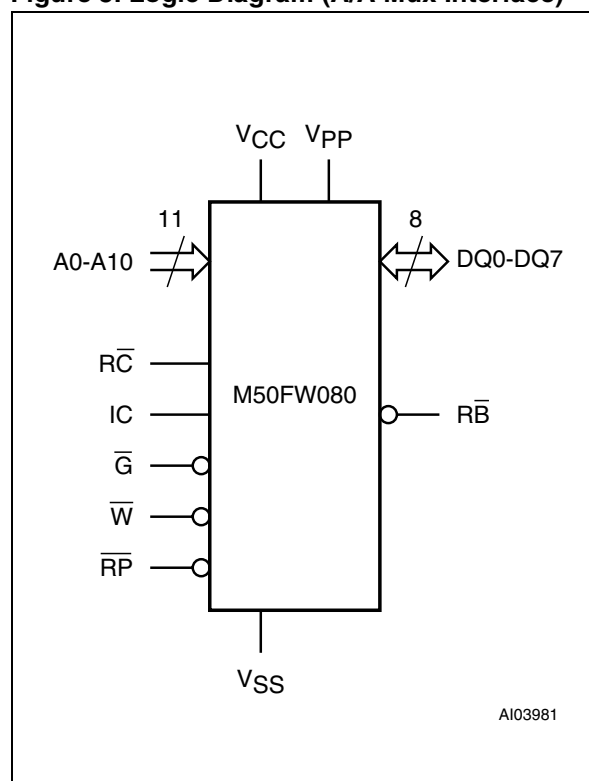 Figure 3. Logic Diagram (A/A Mux Interface)
VCC VPP
11 8
A0-A10 DQ0-DQ7
RC̅
IC M50FW080 RB̅
G̅
W̅
R̅P̅
VSS
AI03981